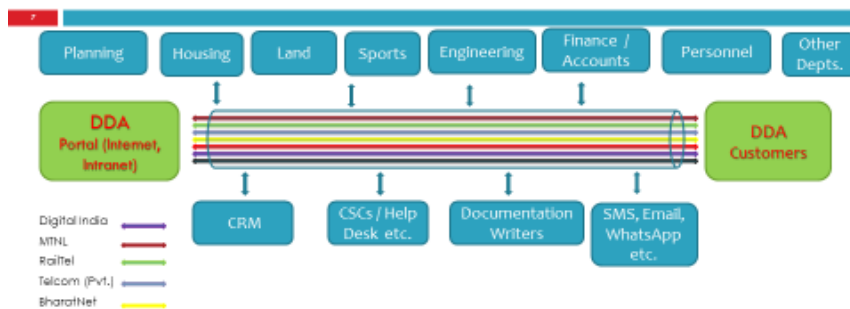 7
Planning
Housing
Land
Sports
Engineering
Finance /
Accounts
Personnel
Other
Depts.
DDA
Portal (Internet,
Intranet)
DDA
Customers
CRM
CSCs / Help
Desk etc.
Documentation
Writers
SMS, Email,
WhatsApp
etc.
Digital India
MTNL
RailTel
Telcom (Pvt.)
BharatNet